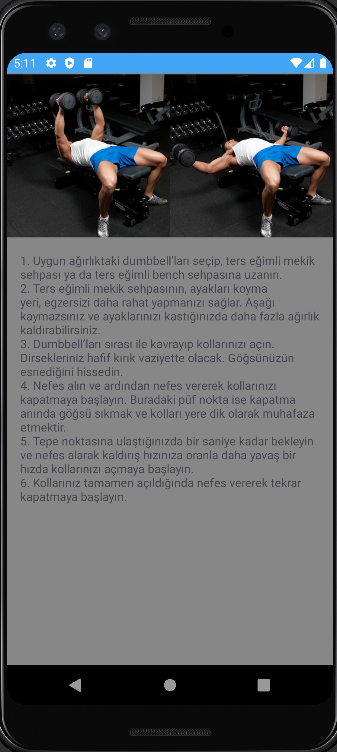 5:11
1. Uygun ağırlıktaki dumbbell'ları seçip, ters eğimli mekik
sehpası ya da ters eğimli bench sehpasına uzanın.
2. Ters eğimli mekik sehpasının, ayakları koyma
yeri, egzersizi daha rahat yapmanızı sağlar. Aşağı
kaymazsınız ve ayaklarınızı kastığınızda daha fazla ağırlık
kaldırabilirsiniz.
3. Dumbbell'ları sırası ile kavrayıp kollarınızı açın.
Dirsekleriniz hafif kırık vaziyette olacak. Göğsünüzün
esnediğini hissedin.
4. Nefes alın ve ardından nefes vererek kollarınızı
kapatmaya başlayın. Buradaki püf nokta ise kapatma
anında göğsü sıkmak ve kolları yere dik olarak muhafaza
etmektir.
5. Tepe noktasına ulaştığınızda bir saniye kadar bekleyin
ve nefes alarak kaldırış hızınıza oranla daha yavaş bir
hızda kollarınızı açmaya başlayın.
6. Kollarınız tamamen açıldığında nefes vererek tekrar
kapatmaya başlayın.